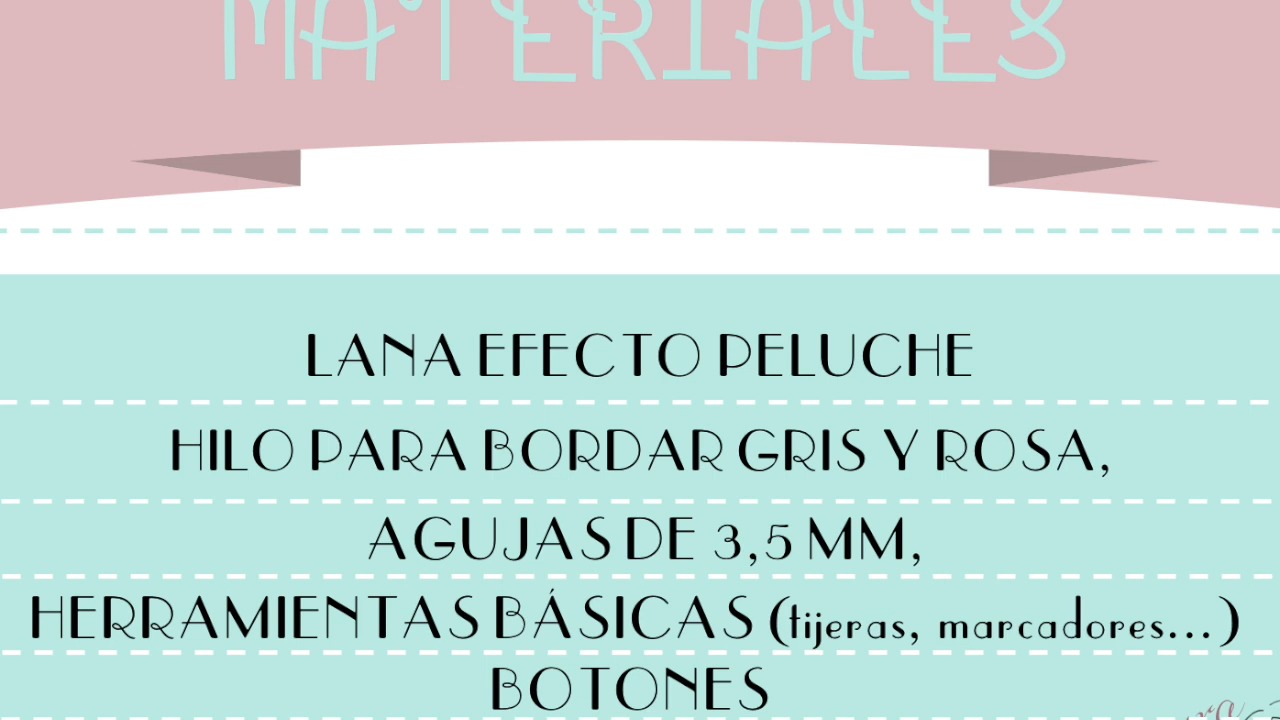 MATERIALES
LANA EFECTO PELUCHE
HILO PARA BORDAR GRIS Y ROSA,
AGUJAS DE 3,5 MM,
HERRAMIENTAS BÁSICAS (tijeras, marcadores...)
BOTONES